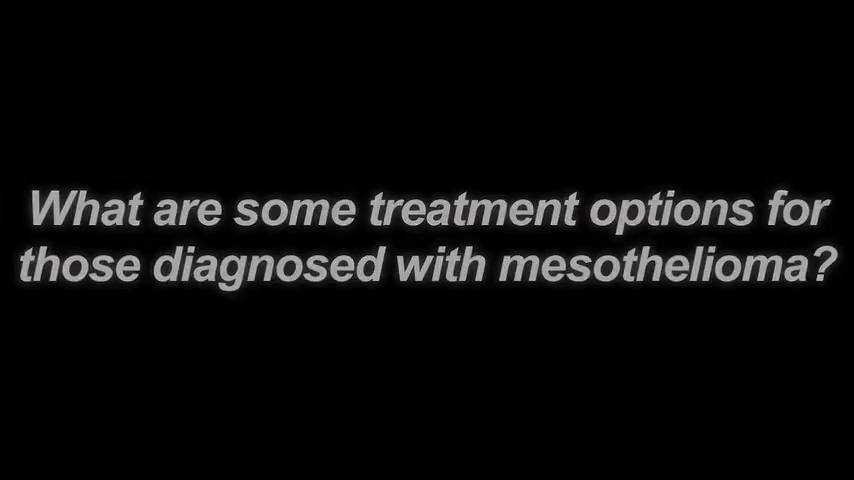 What are some treatment options for
those diagnosed with mesothelioma?